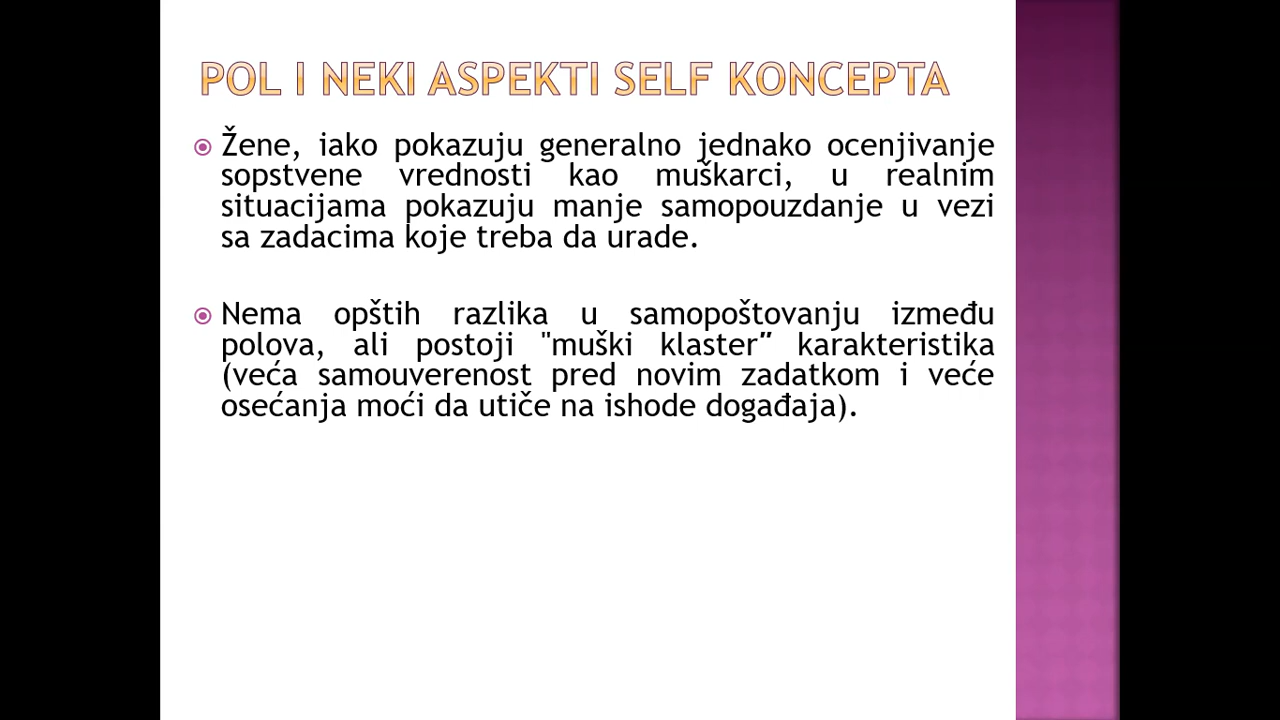 POL I NEKI ASPEKTI SELF KONCEPTA
Žene, iako pokazuju generalno jednako ocenjivanje
sopstvene vrednosti kao muškarci, u realnim
situacijama pokazuju manje samopouzdanje u vezi
sa zadacima koje treba da urade.
Nema opštih razlika u samopoštovanju između
polova, ali postoji "muški klaster” karakteristika
(veća samouverenost pred novim zadatkom i veće
osećanja moći da utiče na ishode događaja).